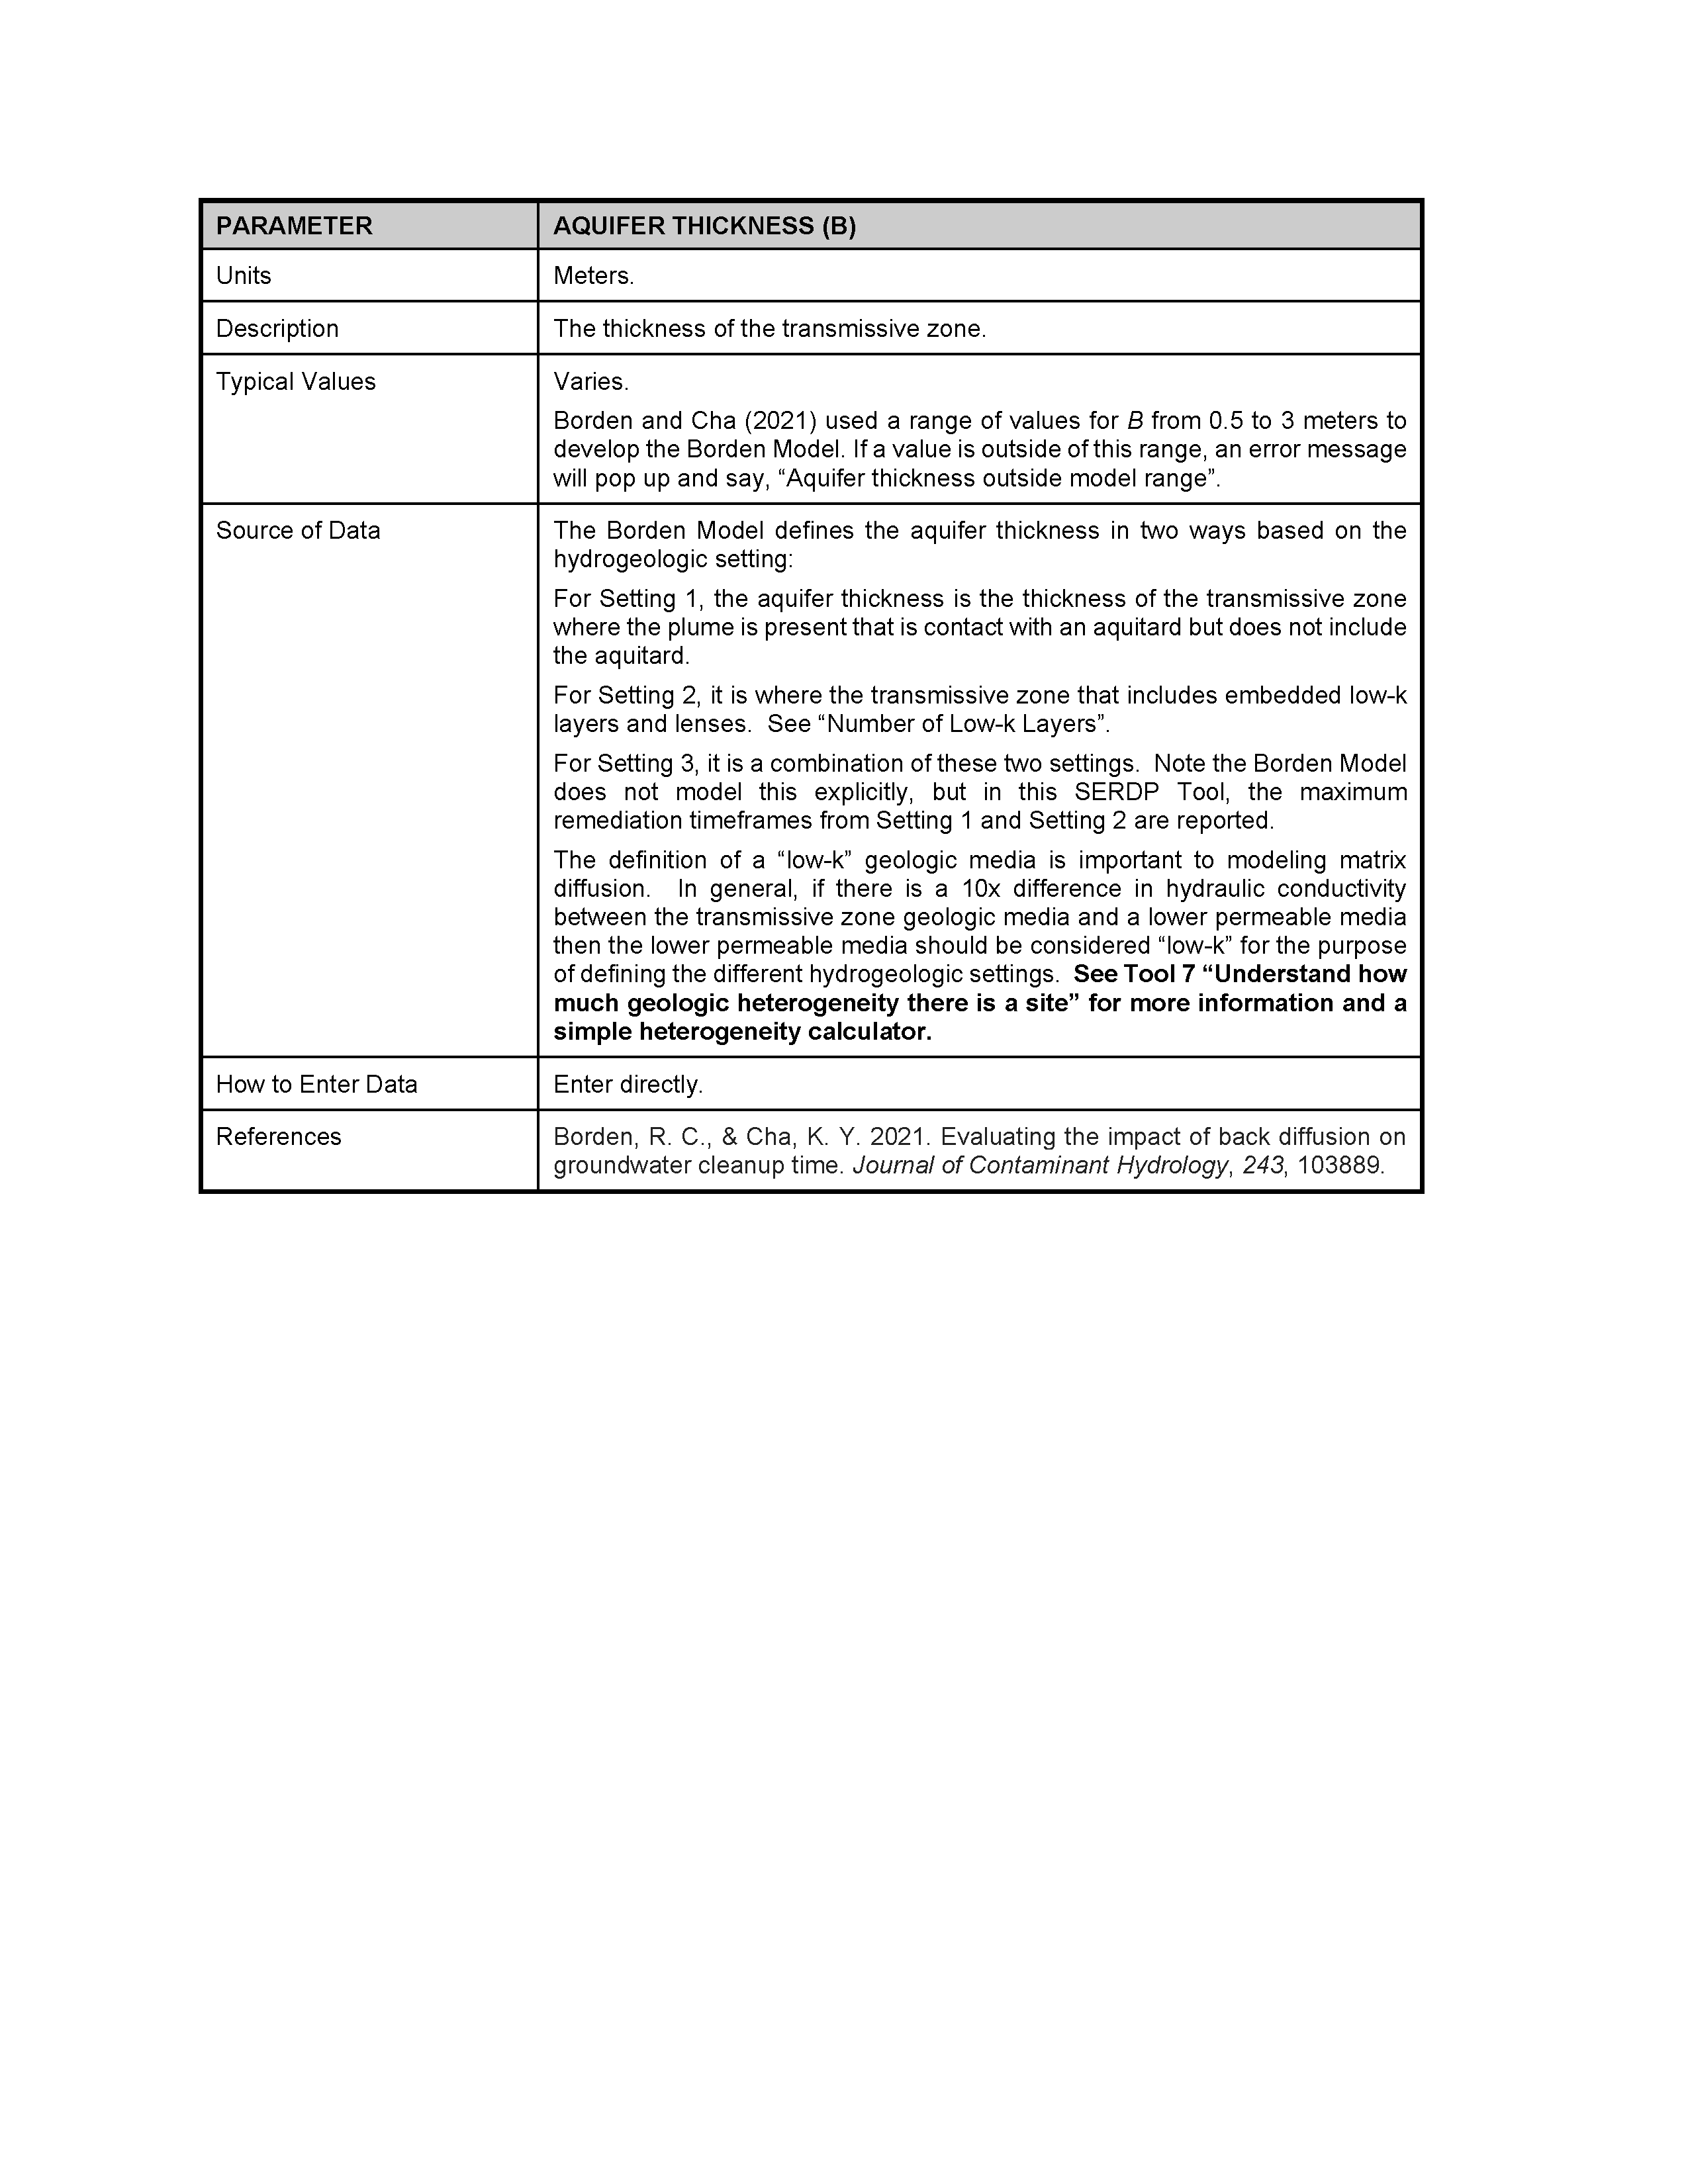 PARAMETER
AQUIFER THICKNESS (B)
Units
Meters.
Description
The thickness of the transmissive zone.
Typical Values
Varies.
Borden and Cha (2021) used a range of values for B from 0.5 to 3 meters to
develop the Borden Model. If a value is outside of this range, an error message
will pop up and say, “Aquifer thickness outside model range”.
Source of Data
The Borden Model defines the aquifer thickness in two ways based on the
hydrogeologic setting:
For Setting 1, the aquifer thickness is the thickness of the transmissive zone
where the plume is present that is contact with an aquitard but does not include
the aquitard.
For Setting 2, it is where the transmissive zone that includes embedded low-k
layers and lenses.  See “Number of Low-k Layers”.
For Setting 3, it is a combination of these two settings.  Note the Borden Model
does not model this explicitly, but in this SERDP Tool, the maximum
remediation timeframes from Setting 1 and Setting 2 are reported.
The definition of a “low-k” geologic media is important to modeling matrix
diffusion.  In general, if there is a 10x difference in hydraulic conductivity
between the transmissive zone geologic media and a lower permeable media
then the lower permeable media should be considered “low-k” for the purpose
of defining the different hydrogeologic settings.  See Tool 7 “Understand how
much geologic heterogeneity there is a site” for more information and a
simple heterogeneity calculator.
How to Enter Data
Enter directly.
References
Borden, R. C., & Cha, K. Y. 2021. Evaluating the impact of back diffusion on
groundwater cleanup time. Journal of Contaminant Hydrology, 243, 103889.